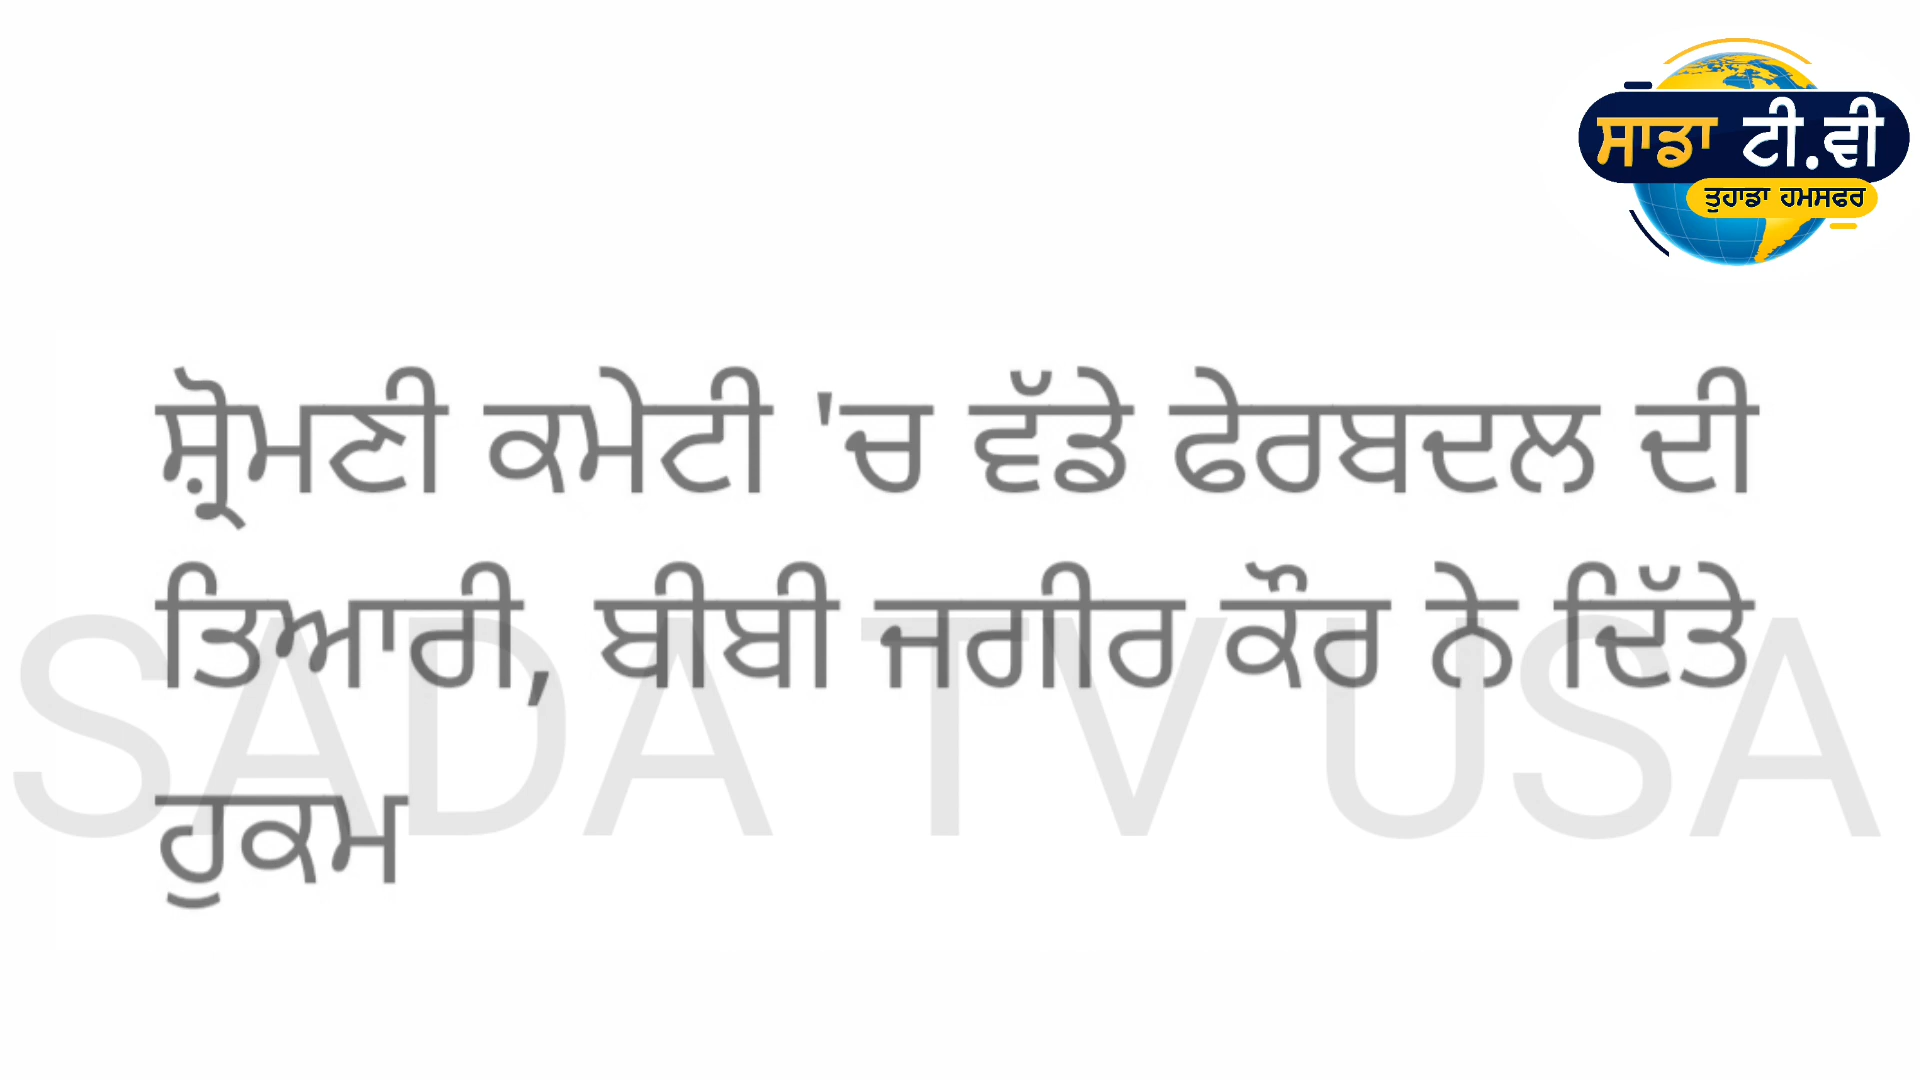 ਸਾਡਾ ਟੀ.ਵੀ
ਤੁਹਾਡਾ ਹਮਸਫਰ
ਸ਼੍ਰੋਮਣੀ ਕਮੇਟੀ 'ਚ ਵੱਡੇ ਫੇਰਬਦਲ ਦੀ
ਤਿਆਰੀ, ਬੀਬੀ ਜਗੀਰ ਕੌਰ ਨੇ ਦਿੱਤੇ
ਹੁਕਮ
SADA TV USA